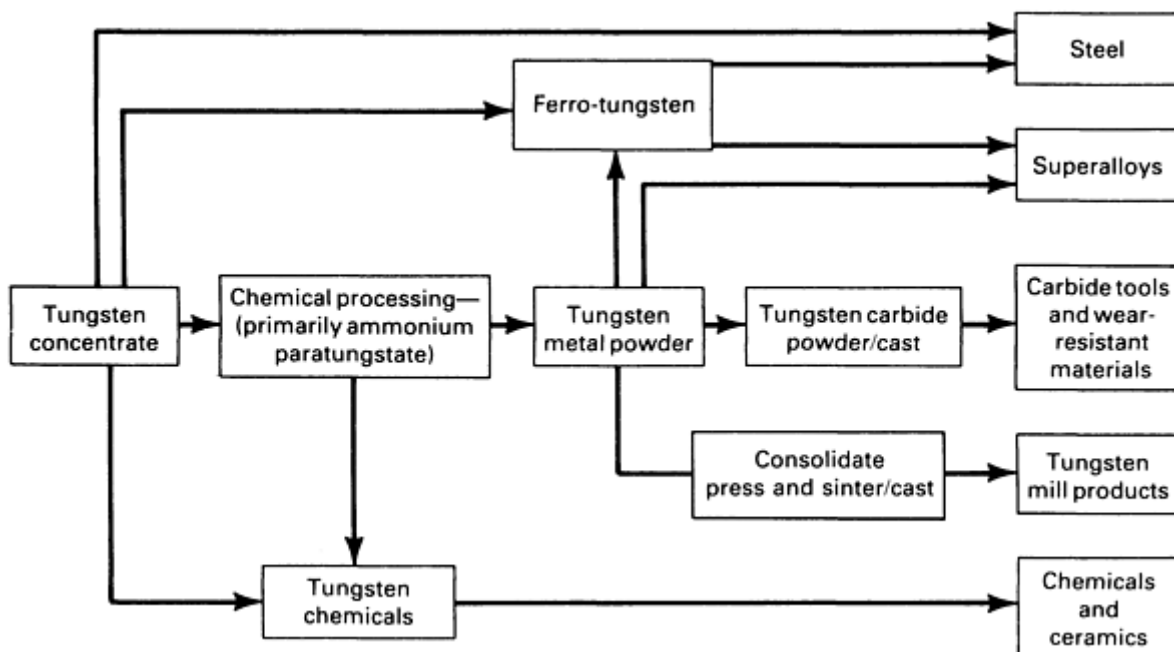 Steel
Ferro-tungsten
Superalloys
Tungsten
concentrate
Chemical processing—
(primarily ammonium
paratungstate)
Tungsten
metal powder
Tungsten carbide
powder/cast
Carbide tools
and wear-
resistant
materials
Consolidate
press and sinter/cast
Tungsten
mill products
Tungsten
chemicals
Chemicals
and
ceramics